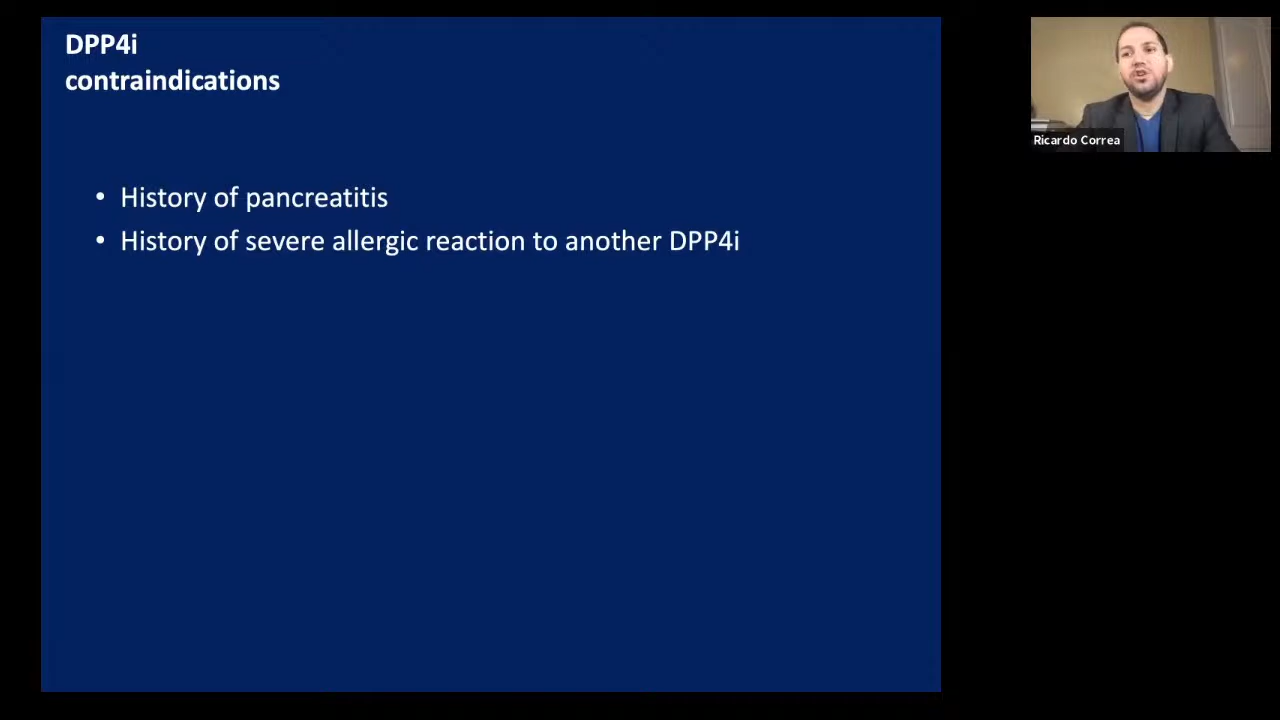 DPP4i
contraindications
• History of pancreatitis
• History of severe allergic reaction to another DPP4i
Ricardo Correa